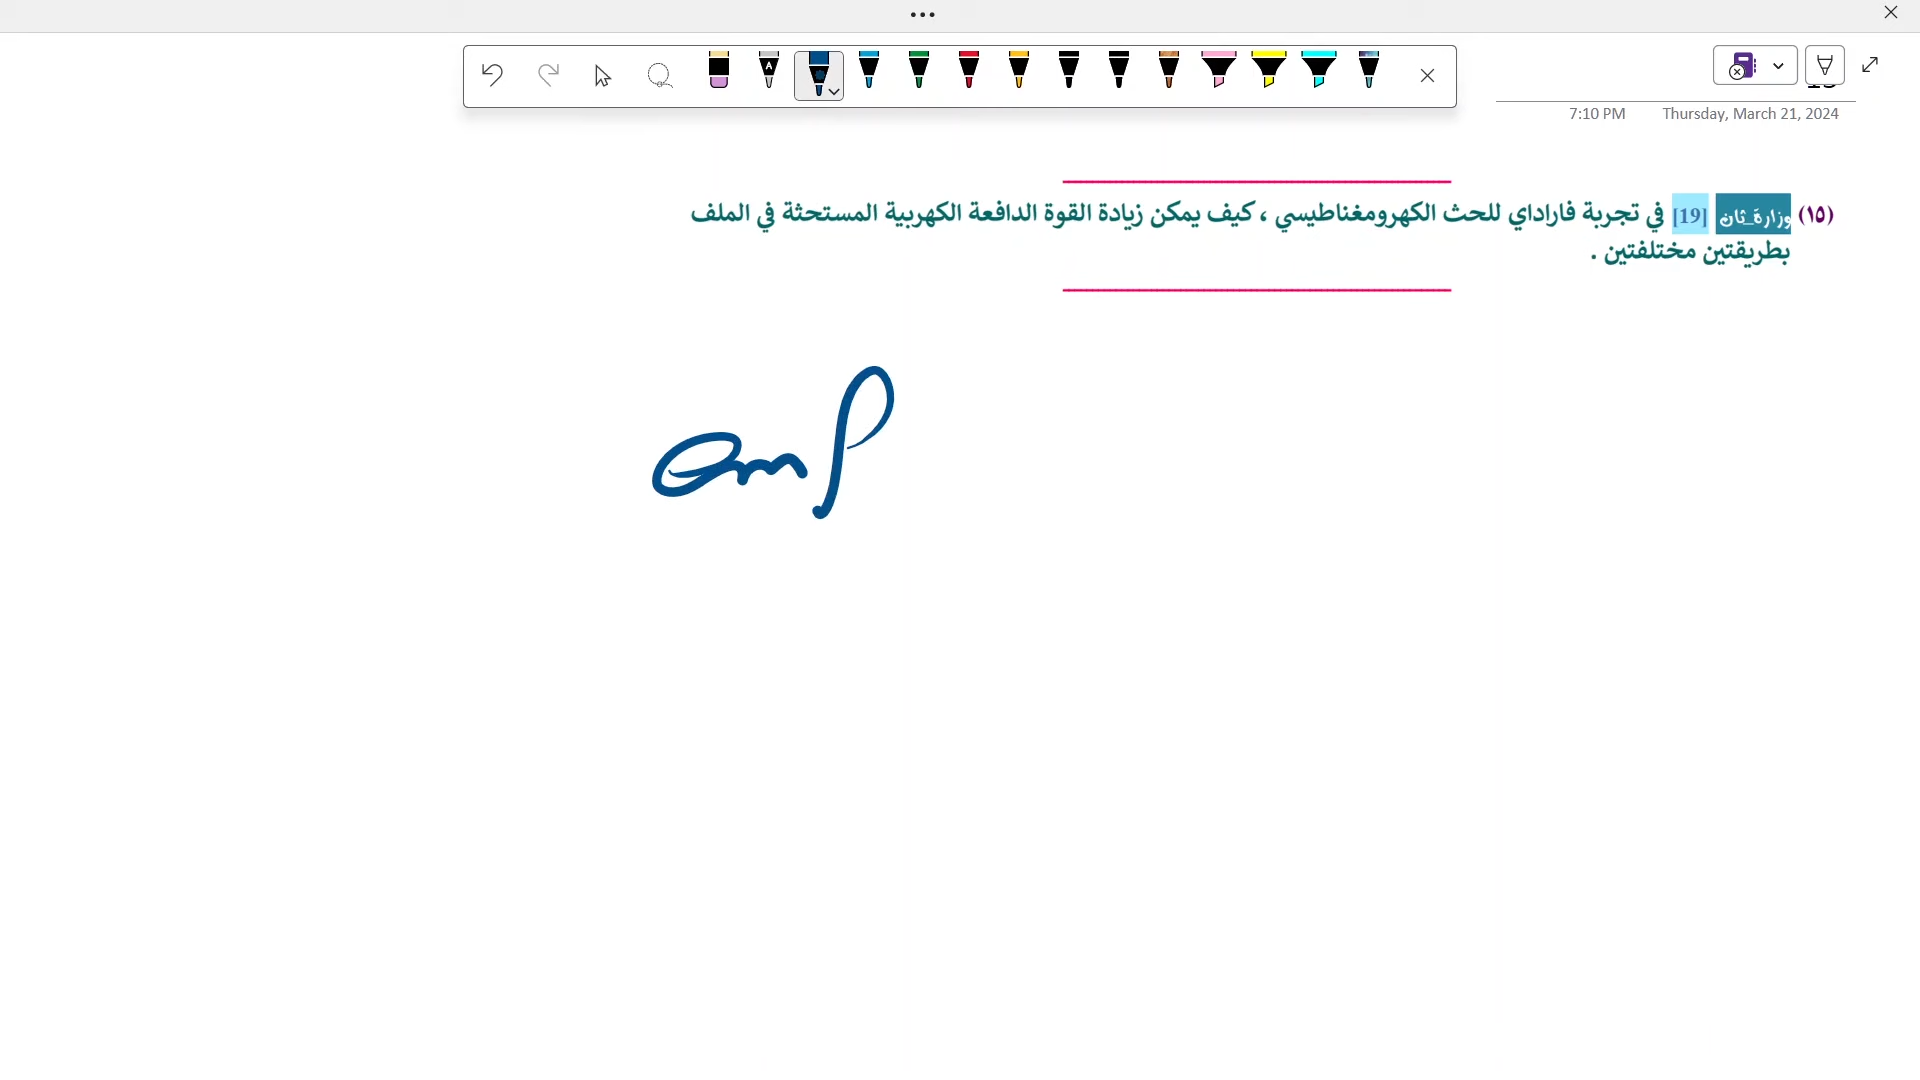 7:10 PM Thursday, March 21, 2024
(١٥) وزارة_ثان [19] في تجربة فاراداي للحث الكهرومغناطيسي ، كيف يمكن زيادة القوة الدافعة الكهربية المستحثة في الملف
بطريقتين مختلفتين .
emf